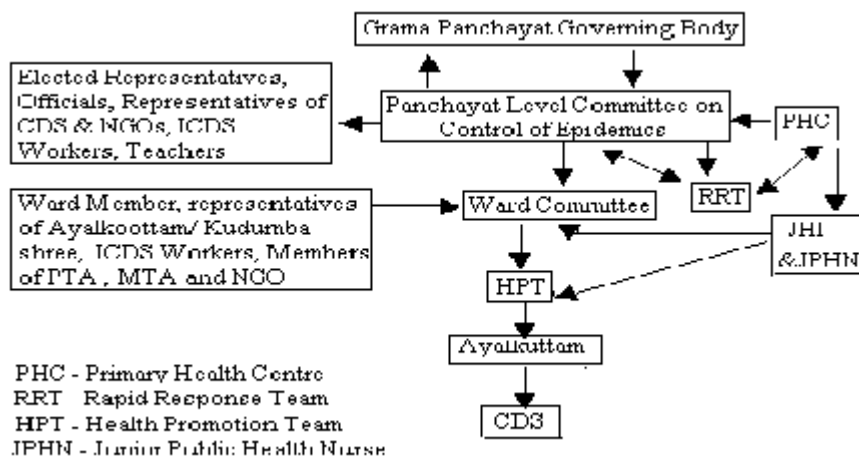 Grama Panchayat Governing Body
Elected Representatives,
Officials, Representatives of
CDS & NGOs, ICDS
Workers, Teachers
Panchayat Level Committee on
Control of Epidemics
PHC
RRT
Ward Member, representatives
of Ayalkoottam/ Kudumba
shree, ICDS Workers, Members
of PTA , MTA and NGO
Ward Committee
JHI
&JPHN
HPT
Ayalkuttam
CDS
PHC - Primary Health Centre
RRT - Rapid Response Team
HPT - Health Promotion Team
JPHN - Junior Public Health Nurse